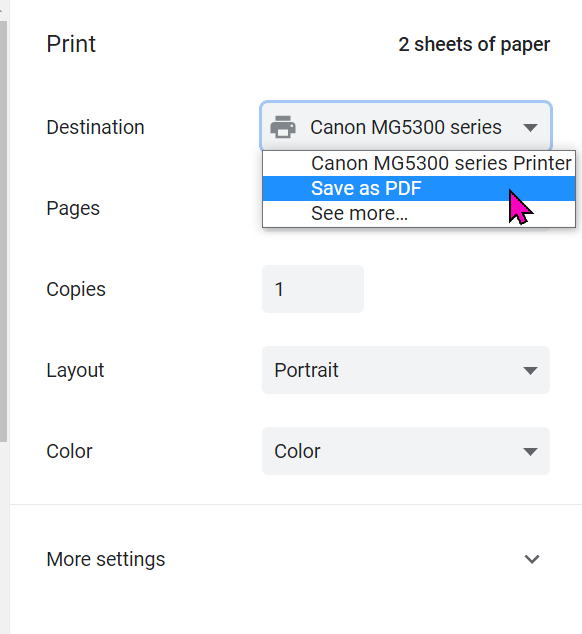 Print
2 sheets of paper
Destination
Canon MG5300 series
Canon MG5300 series Printer
Save as PDF
See more...
Pages
Copies
1
Layout
Portrait
Color
Color
More settings